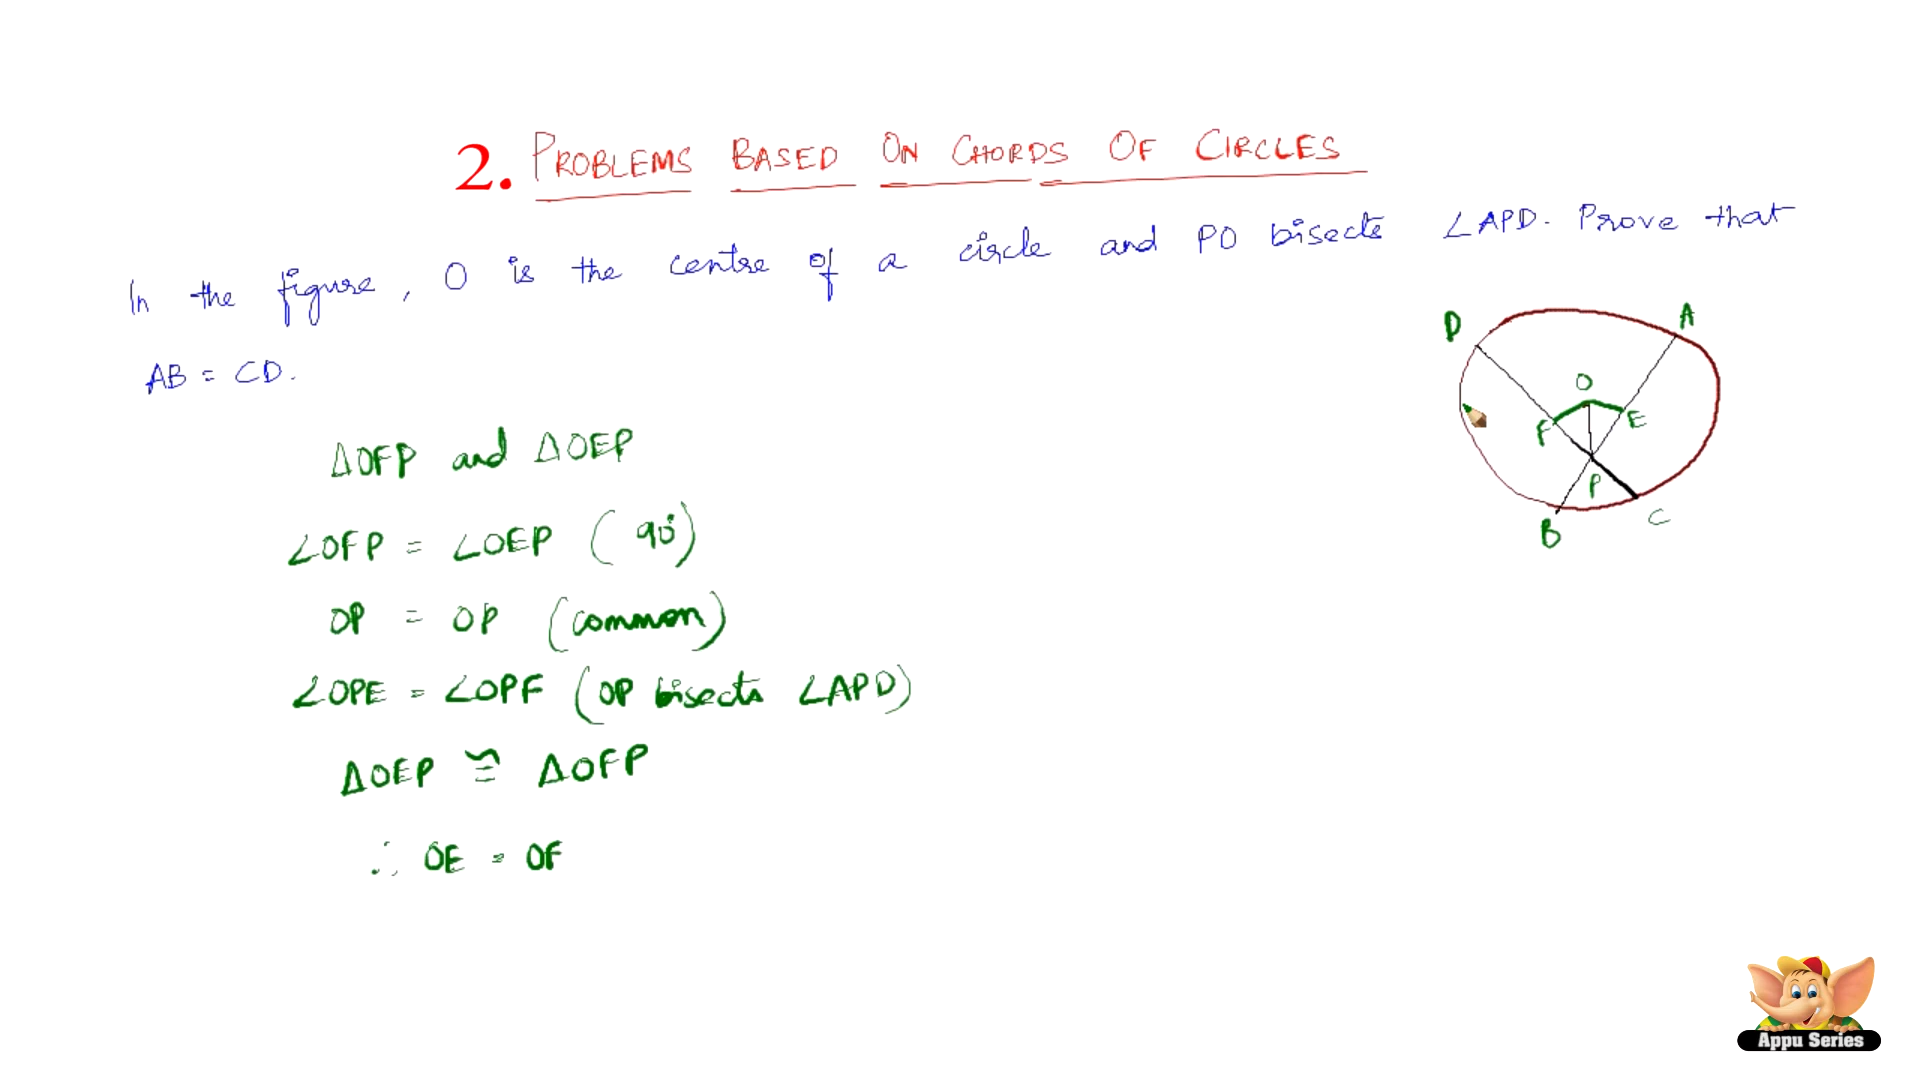 2. PROBLEMS BASED ON CHORDS OF CIRCLES
In the figure, O is the centre of a circle and PO bisects ∠APD. Prove that
AB = CD.
D
A
O
F
E
P
B
C
ΔOFP and ΔOEP
∠OFP = ∠OEP (90°)
OP = OP (common)
∠OPE = ∠OPF (OP bisects ∠APD)
ΔOEP ≅ ΔOFP
∴ OE = OF
Appu Series